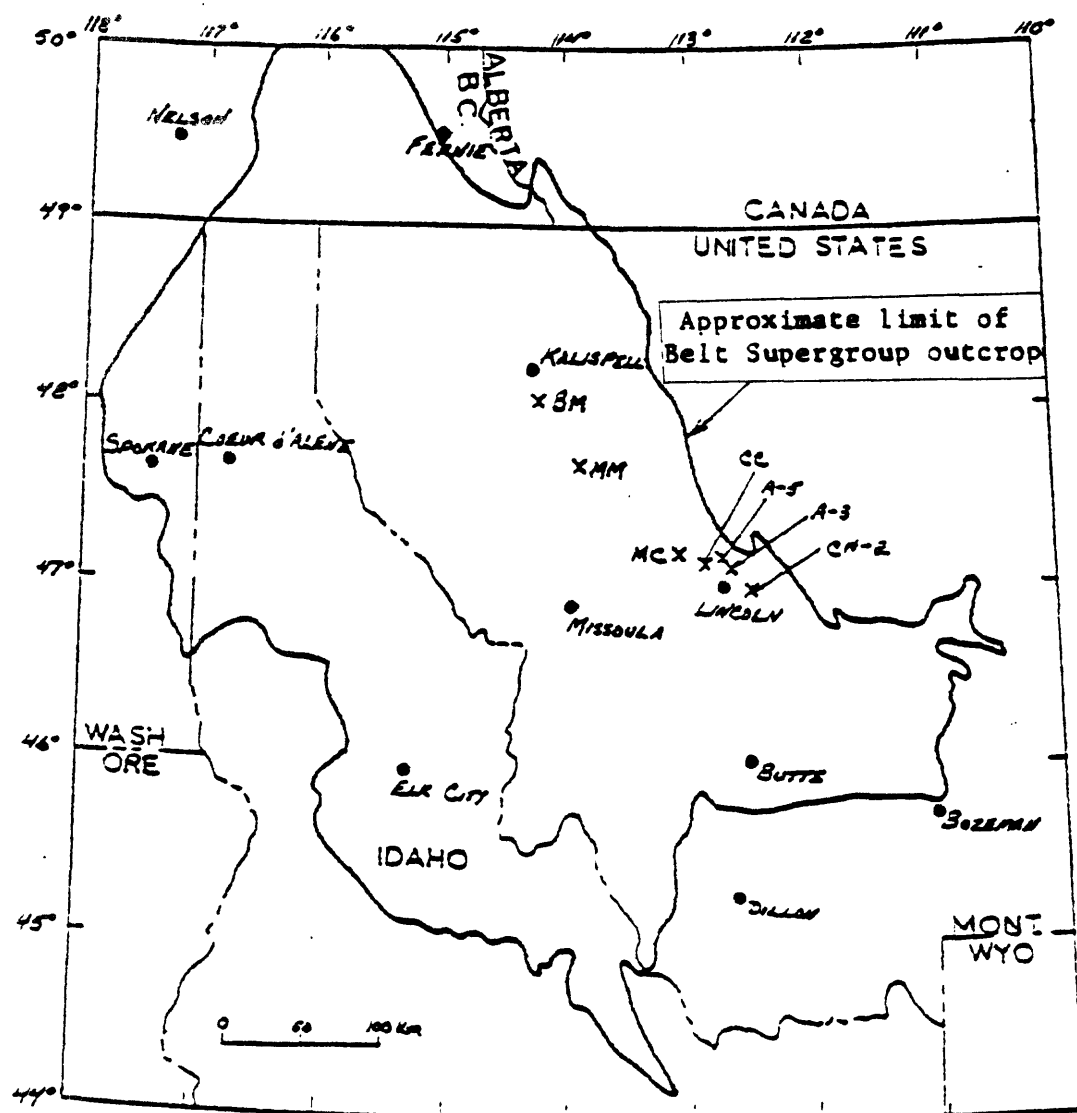 118° 117° 116° 115° 114° 113° 112° 111° 110°
50°
ALBERTA
B.C.
NELSON
FERNIE
49°
CANADA
UNITED STATES
Approximate limit of
Belt Supergroup outcrop
KALISPELL
48°
BM
SPOKANE
COEUR d'ALENE
MM
CC
A-5
A-3
MC
CN-2
47°
LINCOLN
MISSOULA
46°
WASH
ORE
BUTTE
ELK CITY
BOZEMAN
IDAHO
DILLON
45°
MONT
WYO
0 50 100 KM
44°